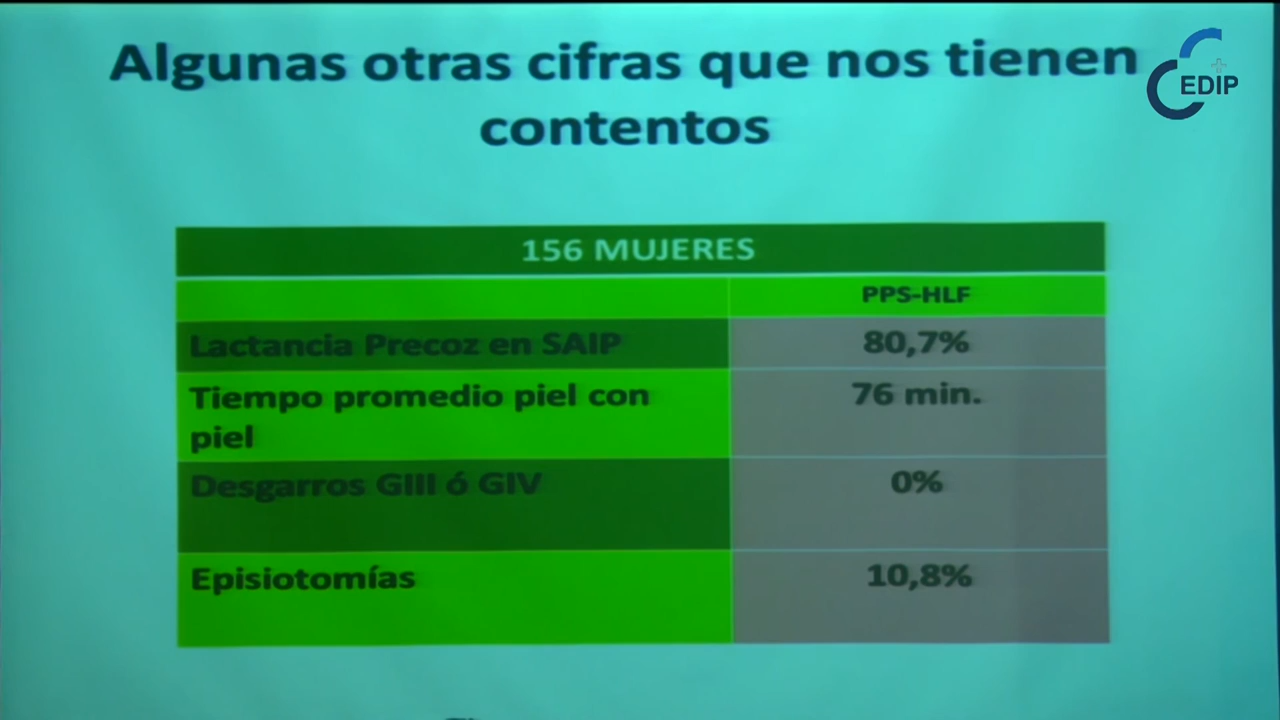 Algunas otras cifras que nos tienen
contentos
CEDIP
156 MUJERES
PPS-HLF
Lactancia Precoz en SAIP
80,7%
Tiempo promedio piel con
piel
76 min.
Desgarros GIII ó GIV
0%
Episiotomías
10,8%